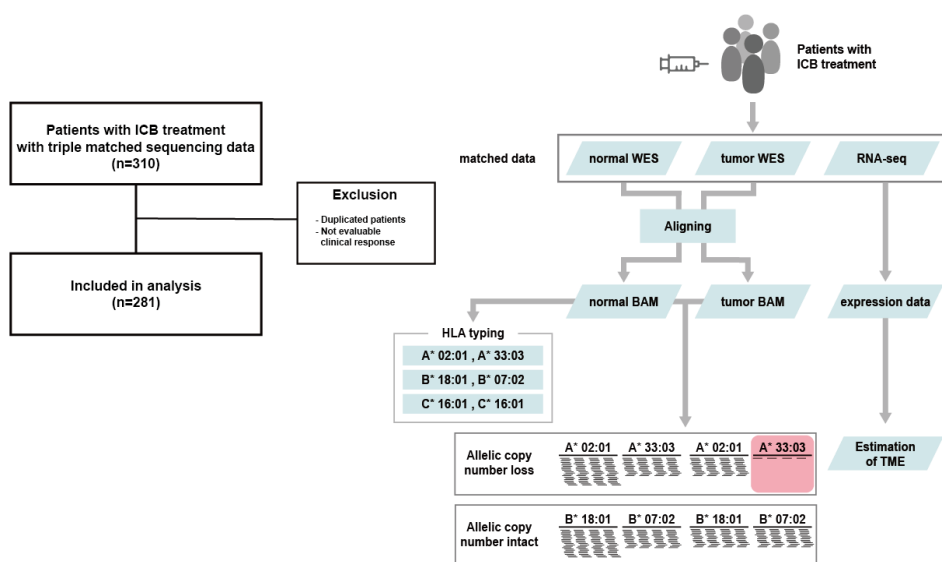 Patients with ICB treatment
with triple matched sequencing data
(n=310)
Exclusion
- Duplicated patients
- Not evaluable
clinical response
Included in analysis
(n=281)
Patients with
ICB treatment
matched data
normal WES
tumor WES
RNA-seq
Aligning
normal BAM
tumor BAM
expression data
HLA typing
A* 02:01 , A* 33:03
B* 18:01 , B* 07:02
C* 16:01 , C* 16:01
Allelic copy
number loss
A* 02:01 A* 33:03 A* 02:01 A* 33:03
Estimation
of TME
Allelic copy
number intact
B* 18:01 B* 07:02 B* 18:01 B* 07:02